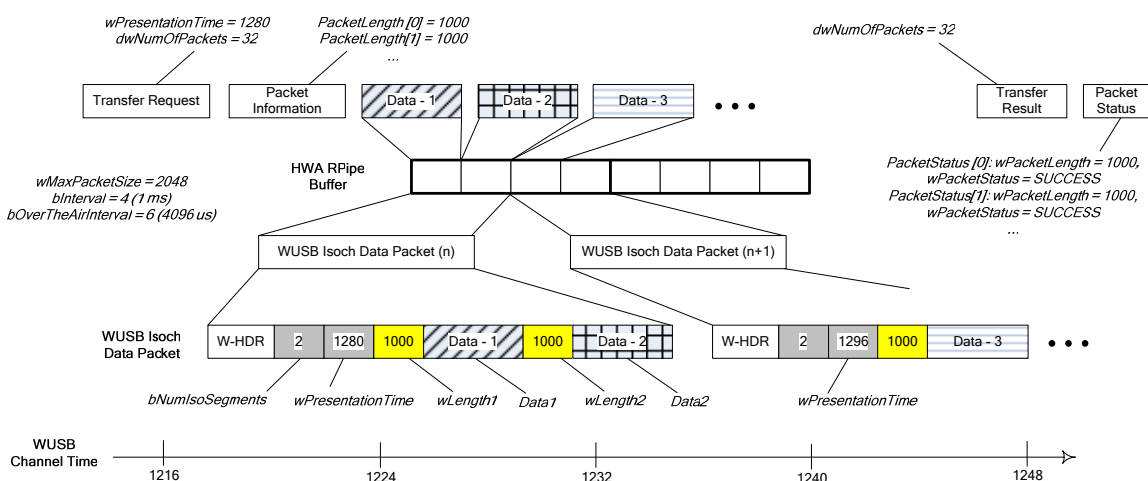 wPresentationTime = 1280
dwNumOfPackets = 32
PacketLength [0] = 1000
PacketLength[1] = 1000
...
dwNumOfPackets = 32
Transfer Request
Packet
Information
Data - 1
Data - 2
Data - 3
Transfer
Result
Packet
Status
HWA RPipe
Buffer
PacketStatus [0]: wPacketLength = 1000,
wPacketStatus = SUCCESS
PacketStatus[1]: wPacketLength = 1000,
wPacketStatus = SUCCESS
...
wMaxPacketSize = 2048
bInterval = 4 (1 ms)
bOverTheAirInterval = 6 (4096 us)
WUSB Isoch Data Packet (n)
WUSB Isoch Data Packet (n+1)
WUSB Isoch
Data Packet
W-HDR
2
1280
1000
Data - 1
1000
Data - 2
W-HDR
2
1296
1000
Data - 3
bNumIsoSegments
wPresentationTime
wLength1
Data1
wLength2
Data2
wPresentationTime
WUSB
Channel Time
1216
1224
1232
1240
1248